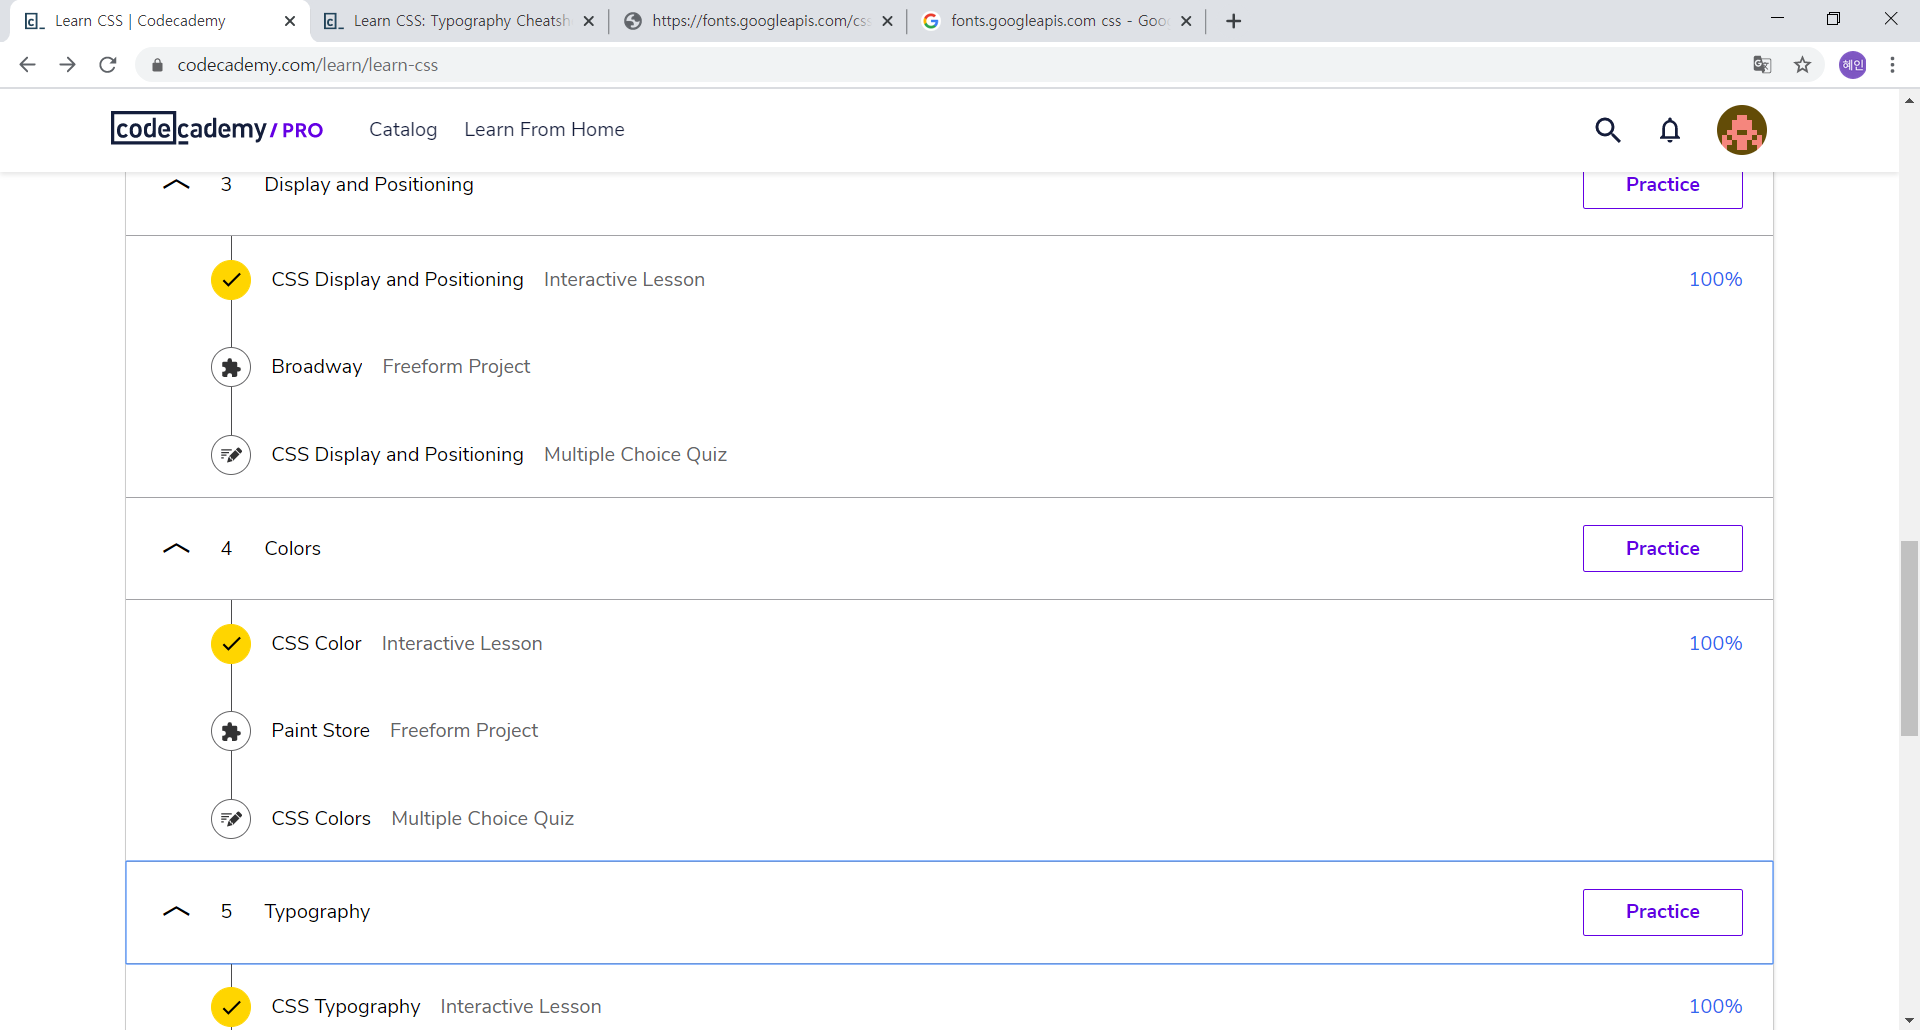 Learn CSS | Codecademy
Learn CSS: Typography Cheatsh
https://fonts.googleapis.com/css
fonts.googleapis.com css - Goo
codecademy.com/learn/learn-css
혜인
codecademy / PRO
Catalog
Learn From Home
3 Display and Positioning
Practice
CSS Display and Positioning Interactive Lesson
100%
Broadway Freeform Project
CSS Display and Positioning Multiple Choice Quiz
4 Colors
Practice
CSS Color Interactive Lesson
100%
Paint Store Freeform Project
CSS Colors Multiple Choice Quiz
5 Typography
Practice
CSS Typography Interactive Lesson
100%